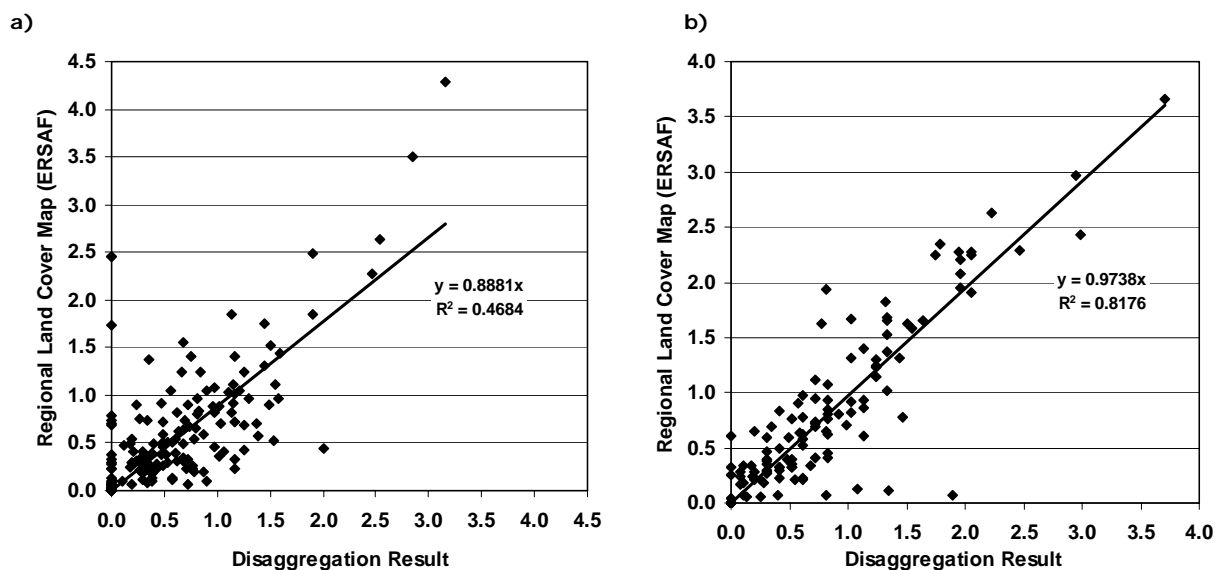 a)
Regional Land Cover Map (ERSAF)
4.5
4.0
3.5
3.0
2.5
2.0
1.5
1.0
0.5
0.0
y = 0.8881x
R² = 0.4684
0.0 0.5 1.0 1.5 2.0 2.5 3.0 3.5 4.0 4.5
Disaggregation Result
b)
Regional Land Cover Map (ERSAF)
4.0
3.5
3.0
2.5
2.0
1.5
1.0
0.5
0.0
y = 0.9738x
R² = 0.8176
0.0 0.5 1.0 1.5 2.0 2.5 3.0 3.5 4.0
Disaggregation Result